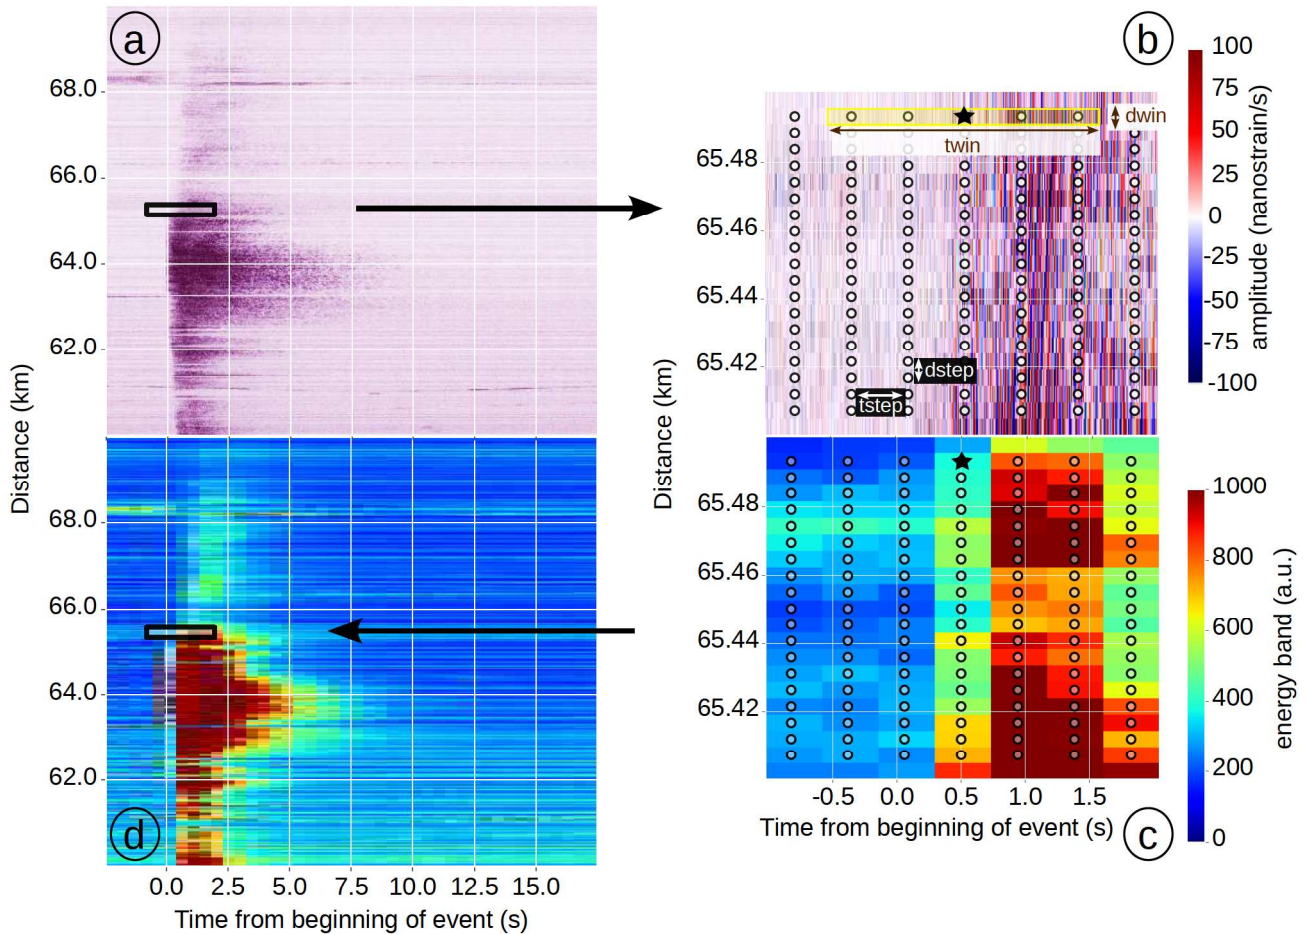 a
68.0
66.0
64.0
62.0
Distance (km)
68.0
66.0
64.0
62.0
d
0.0 2.5 5.0 7.5 10.0 12.5 15.0
Time from beginning of event (s)
b
dwin
twin
65.48
65.46
65.44
65.42
dstep
tstep
Distance (km)
100
75
50
25
0
-25
-50
-75
-100
amplitude (nanostrain/s)
65.48
65.46
65.44
65.42
-0.5 0.0 0.5 1.0 1.5
Time from beginning of event (s)
c
1000
800
600
400
200
0
energy band (a.u.)